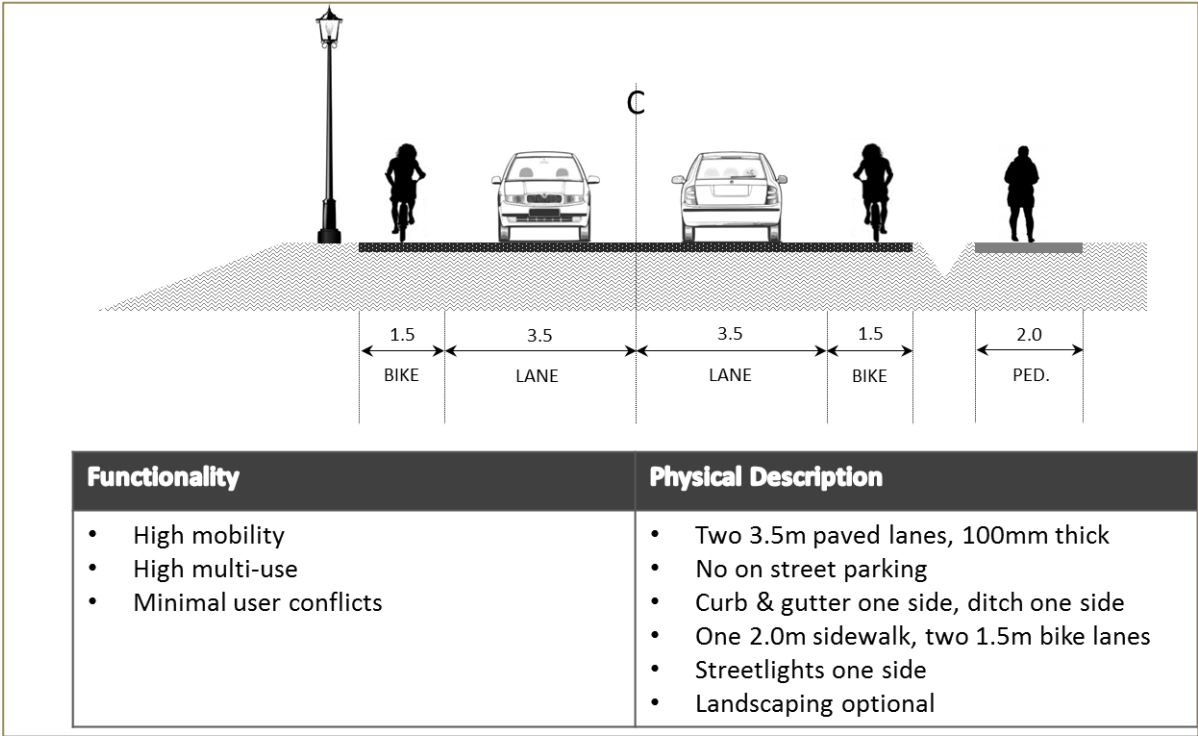 C
1.5 3.5 3.5 1.5 2.0
BIKE LANE LANE BIKE PED.
Functionality
• High mobility
• High multi-use
• Minimal user conflicts
Physical Description
• Two 3.5m paved lanes, 100mm thick
• No on street parking
• Curb & gutter one side, ditch one side
• One 2.0m sidewalk, two 1.5m bike lanes
• Streetlights one side
• Landscaping optional